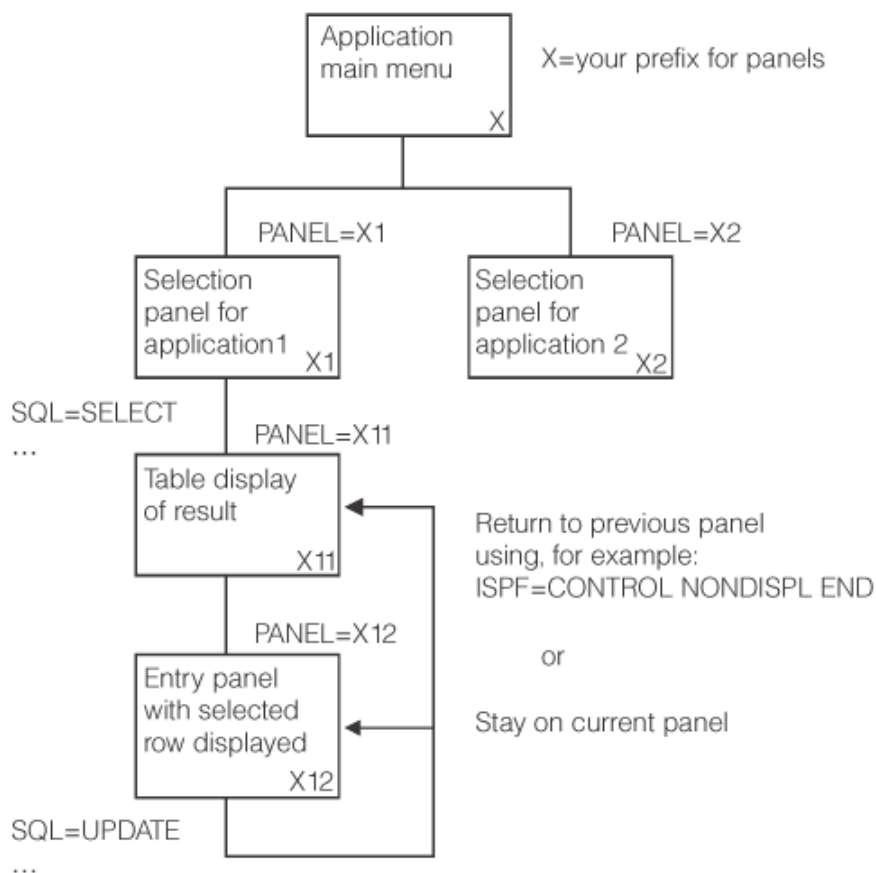 Application
main menu
X
X=your prefix for panels
PANEL=X1
PANEL=X2
Selection
panel for
application1
X1
Selection
panel for
application 2
X2
SQL=SELECT
...
PANEL=X11
Table display
of result
X11
Return to previous panel
using, for example:
ISPF=CONTROL NONDISPL END
or
Stay on current panel
PANEL=X12
Entry panel
with selected
row displayed
X12
SQL=UPDATE
...